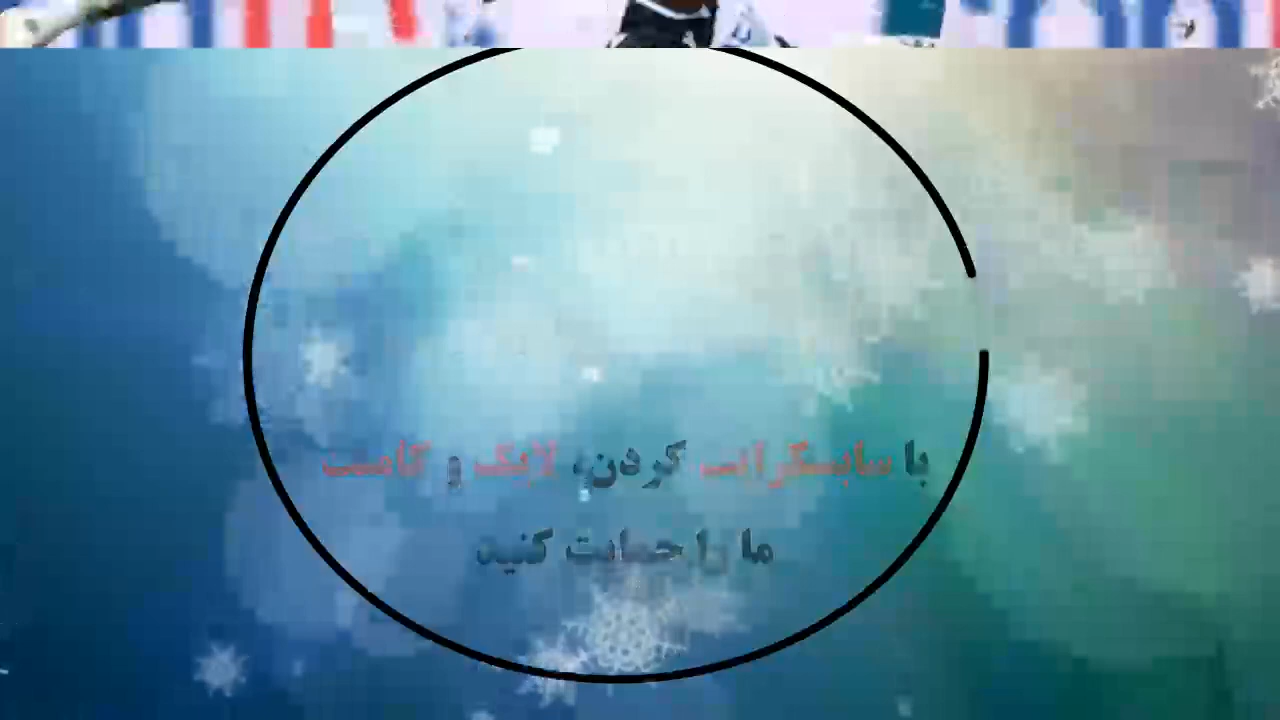 با سابسکرایب کردن، لایک و کامنت
ما را حمایت کنید